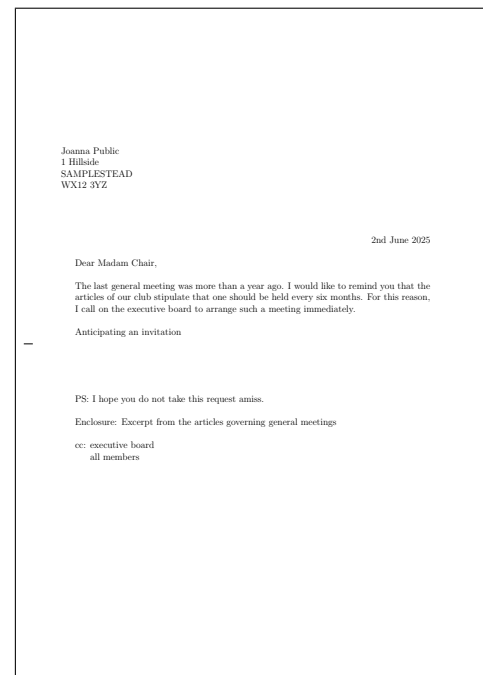 Joanna Public
1 Hillside
SAMPLESTEAD
WX12 3YZ
2nd June 2025
Dear Madam Chair,
The last general meeting was more than a year ago. I would like to remind you that the
articles of our club stipulate that one should be held every six months. For this reason,
I call on the executive board to arrange such a meeting immediately.
Anticipating an invitation
PS: I hope you do not take this request amiss.
Enclosure: Excerpt from the articles governing general meetings
cc: executive board
all members